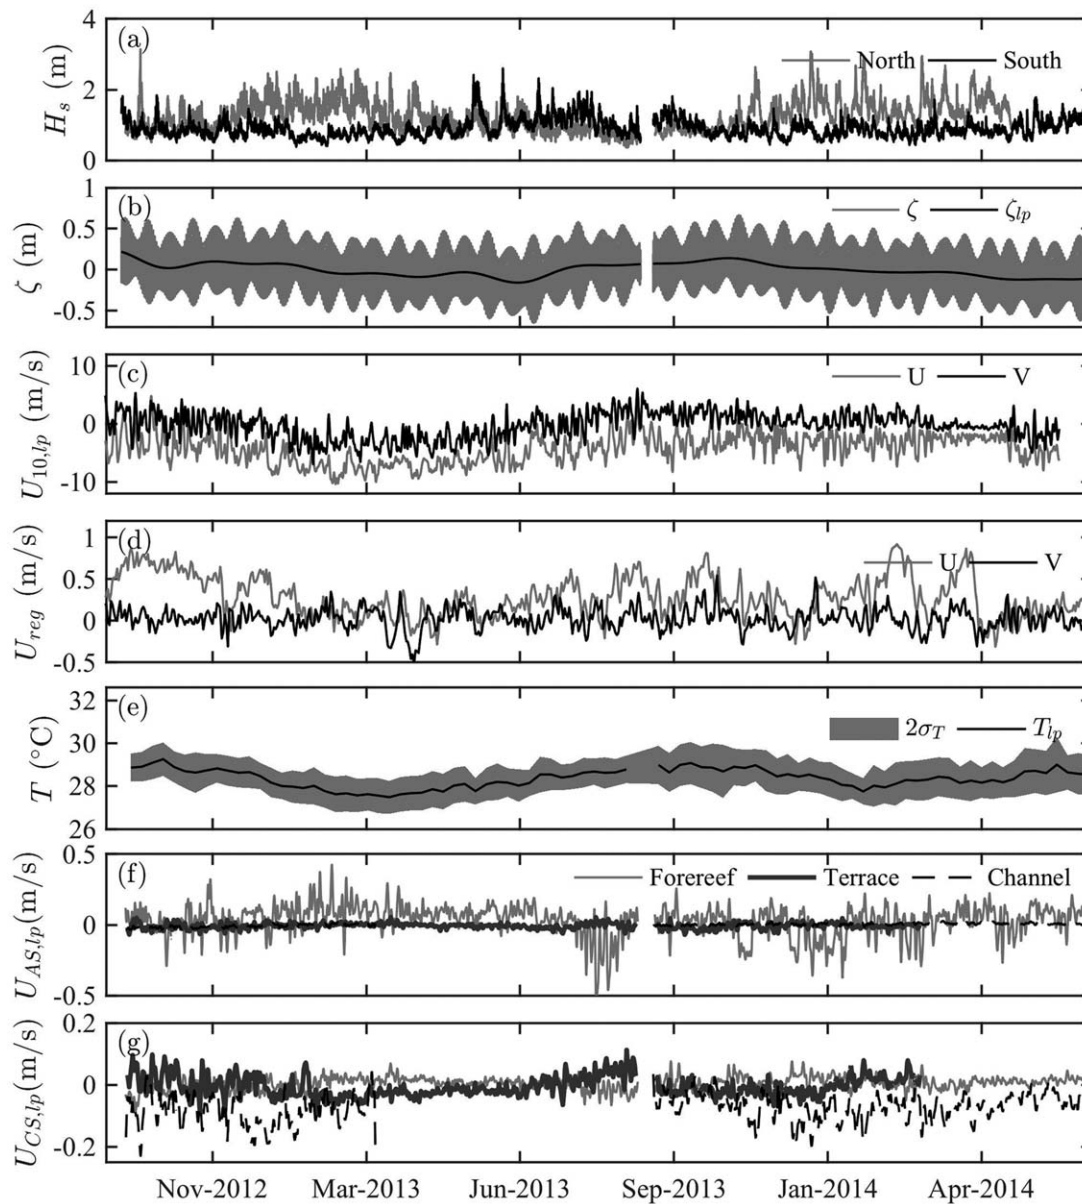 (a)
H_s (m)
4
2
0
North South
(b)
ζ (m)
1
0.5
0
-0.5
ζ ζ_lp
(c)
U_10,lp (m/s)
10
0
-10
U V
(d)
U_reg (m/s)
1
0.5
0
-0.5
U V
(e)
T (°C)
32
30
28
26
2σ_T T_lp
(f)
U_AS,lp(m/s)
0.5
0
-0.5
Forereef Terrace Channel
(g)
U_CS,lp(m/s)
0.2
0
-0.2
Nov-2012 Mar-2013 Jun-2013 Sep-2013 Jan-2014 Apr-2014